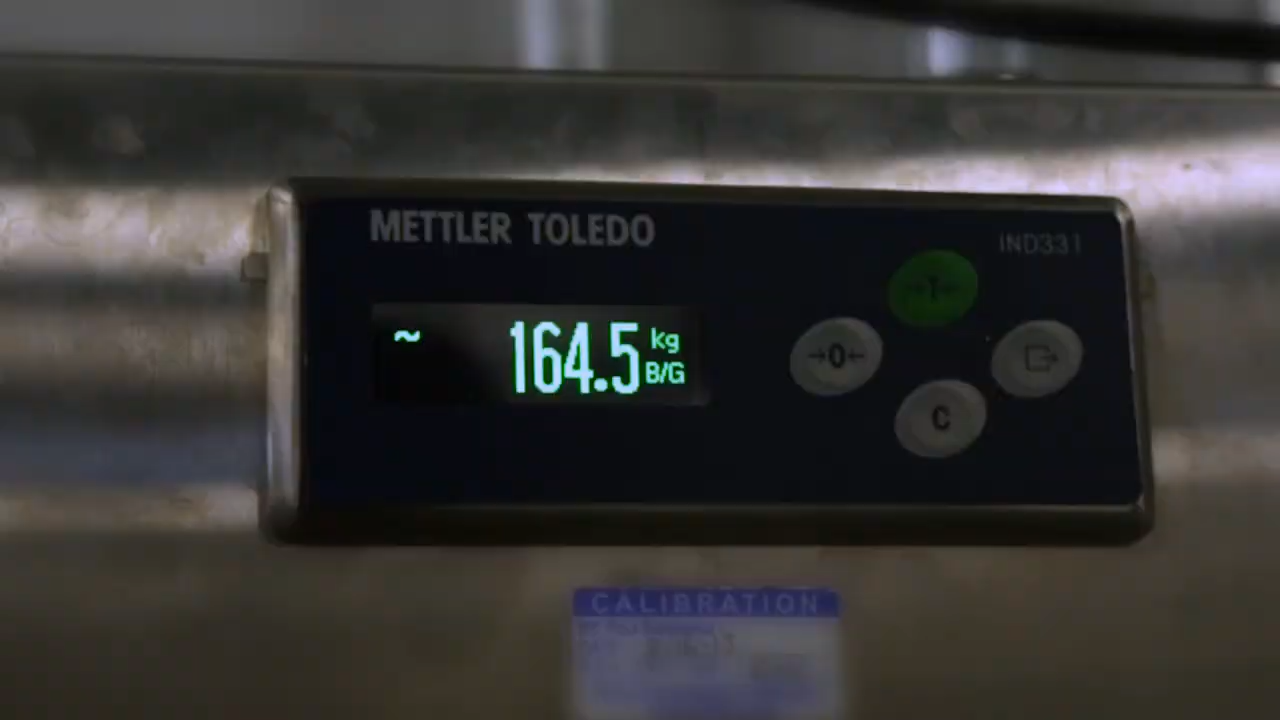 METTLER TOLEDO
IND331
→T←
~ 164.5 kg
B/G
→0←
C
CALIBRATION